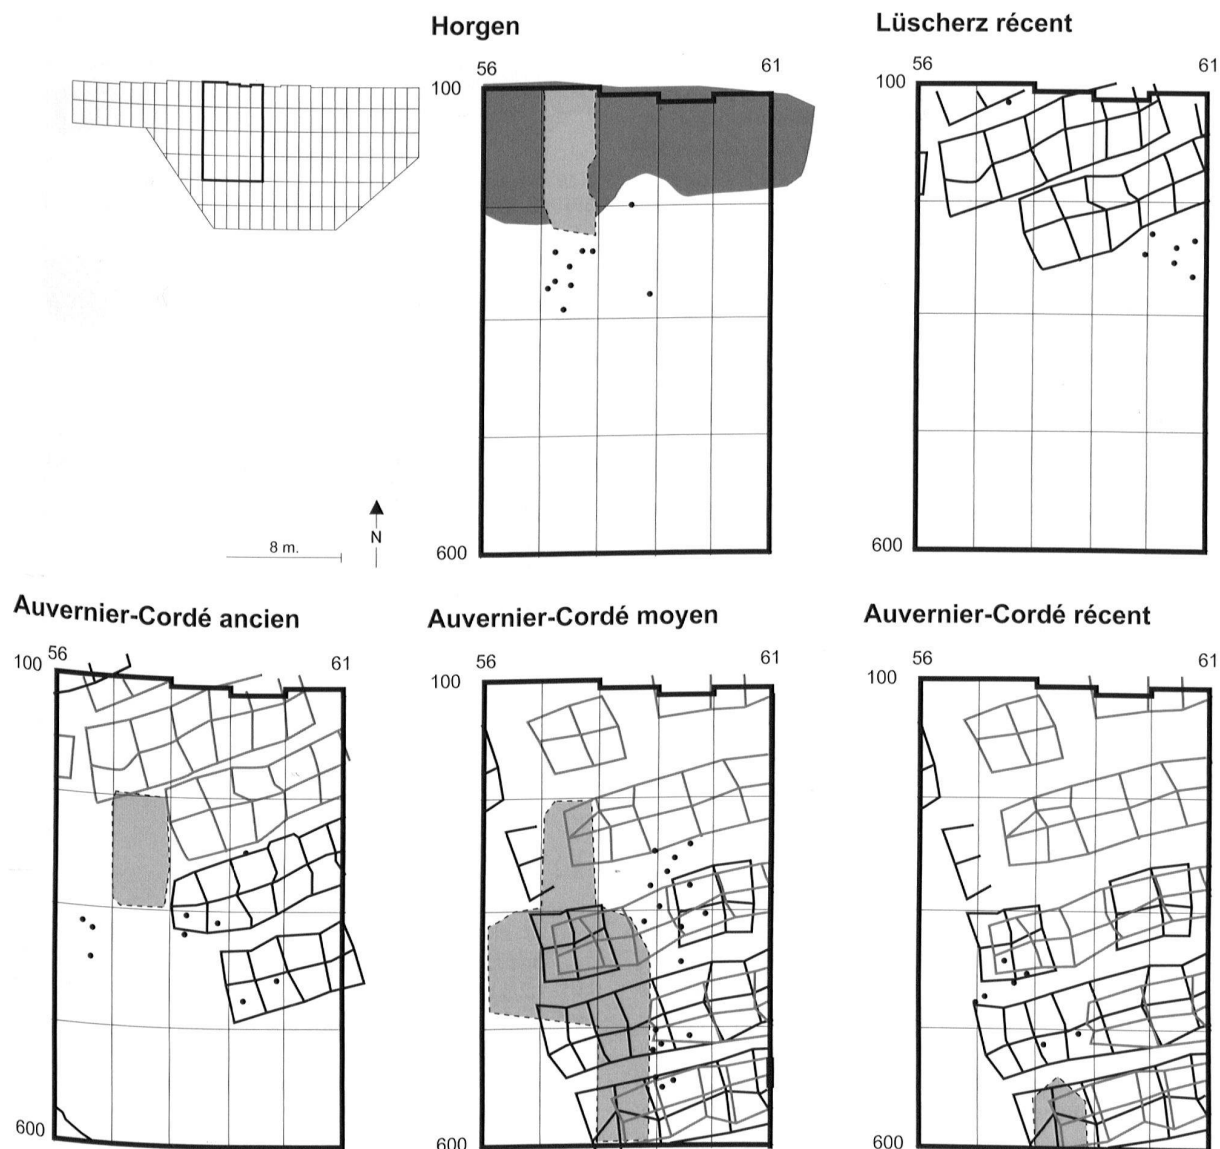 Horgen
56 61
100
600
Lüscherz récent
56 61
100
600
N
8 m.
Auvernier-Cordé ancien
100 56 61
600
Auvernier-Cordé moyen
56 61
100
600
Auvernier-Cordé récent
56 61
100
600